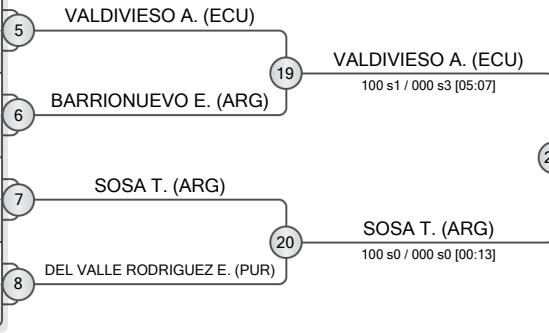 VALDIVIESO A. (ECU)
5
19
VALDIVIESO A. (ECU)
100 s1 / 000 s3 [05:07]
BARRIONUEVO E. (ARG)
6
SOSA T. (ARG)
7
20
SOSA T. (ARG)
100 s0 / 000 s0 [00:13]
DEL VALLE RODRIGUEZ E. (PUR)
8